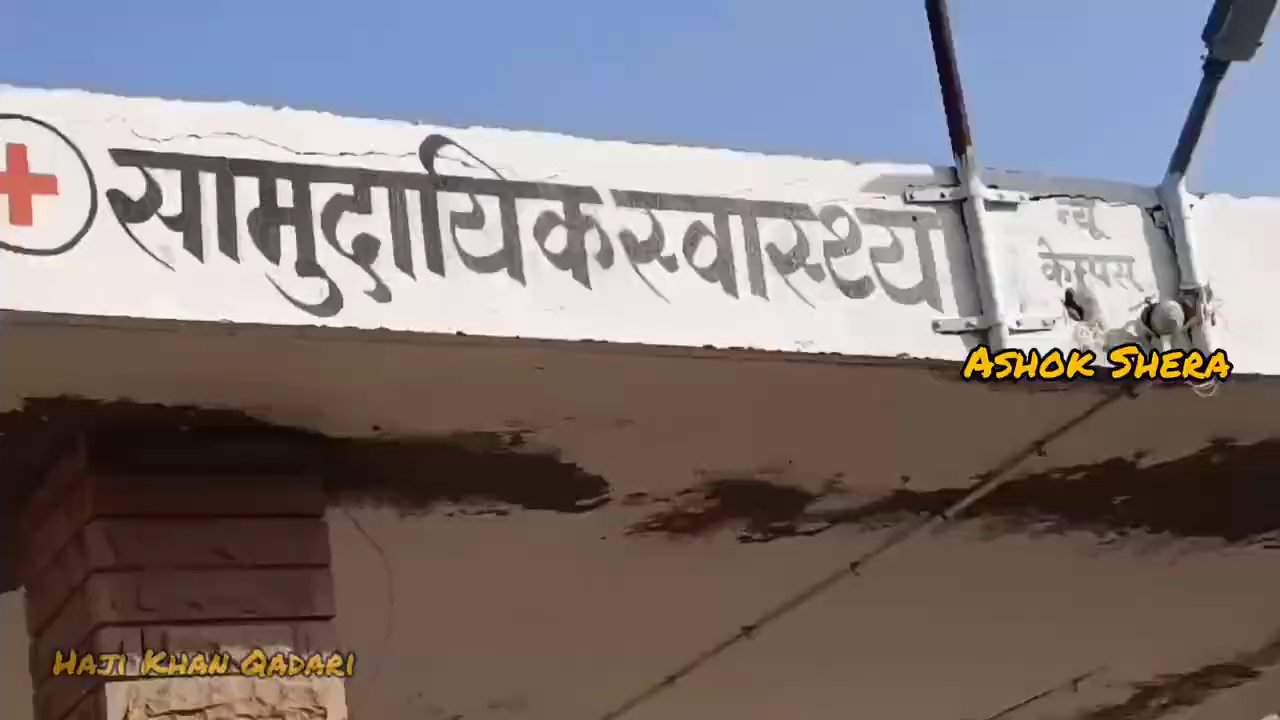 सामुदायिक स्वास्थ्य
न्यू
केम्पस
Ashok Shera
Haji Khan Qadari